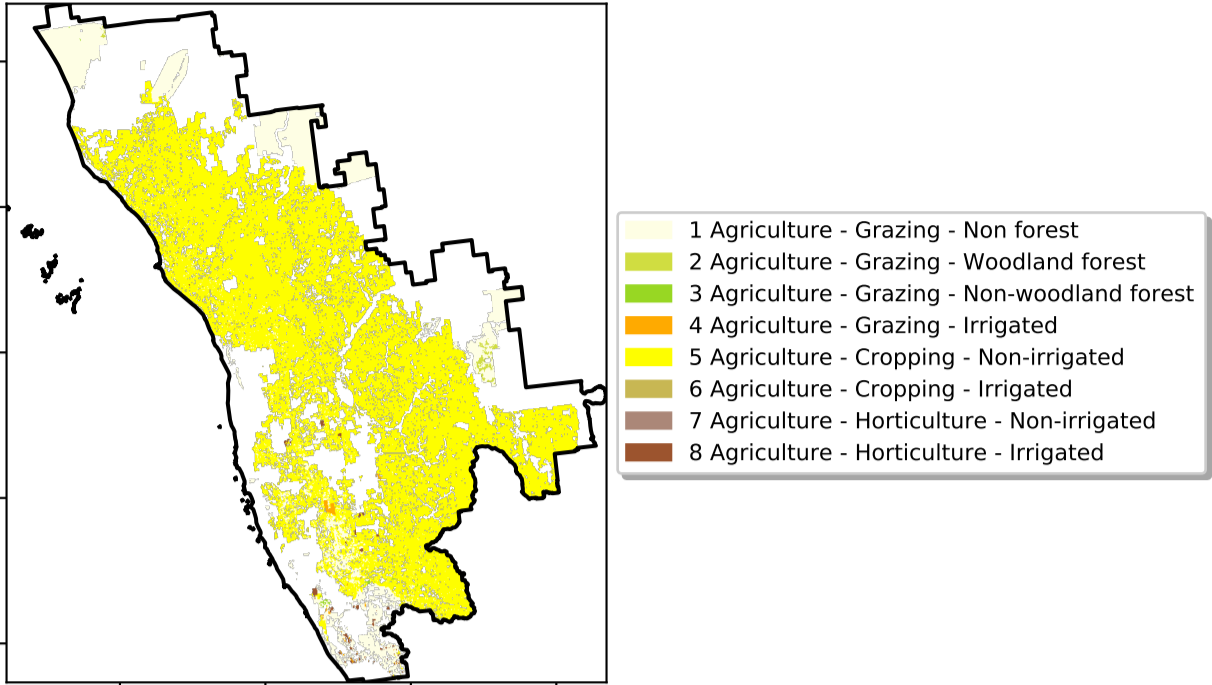 1 Agriculture - Grazing - Non forest
2 Agriculture - Grazing - Woodland forest
3 Agriculture - Grazing - Non-woodland forest
4 Agriculture - Grazing - Irrigated
5 Agriculture - Cropping - Non-irrigated
6 Agriculture - Cropping - Irrigated
7 Agriculture - Horticulture - Non-irrigated
8 Agriculture - Horticulture - Irrigated